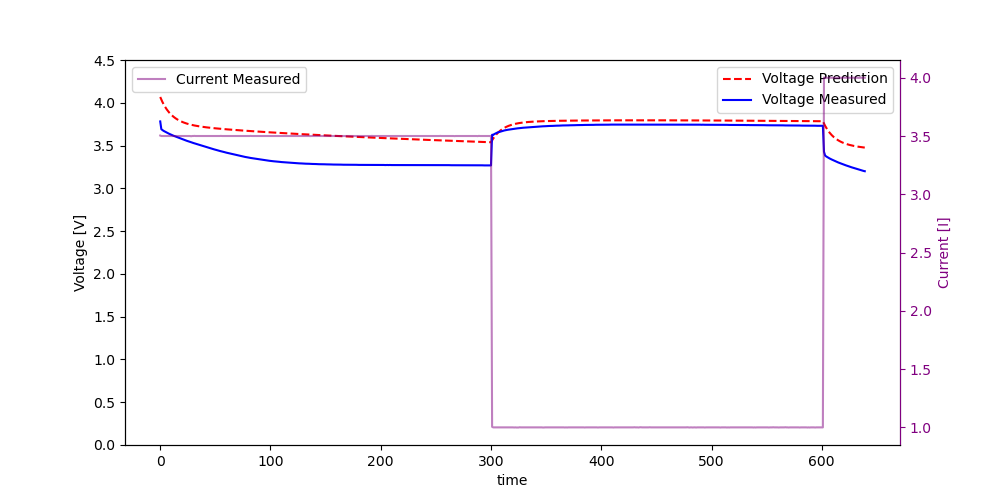 Current Measured
Voltage Prediction
Voltage Measured
4.5
4.0
3.5
3.0
2.5
2.0
1.5
1.0
0.5
0.0
Voltage [V]
4.0
3.5
3.0
2.5
2.0
1.5
1.0
Current [I]
0 100 200 300 400 500 600
time